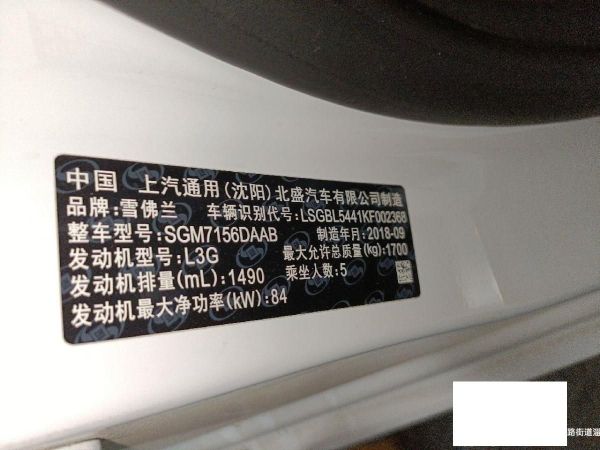 中国 上汽通用(沈阳)北盛汽车有限公司制造
品牌:雪佛兰 车辆识别代号:LSGBL5441KF002368
整车型号:SGM7156DAAB 制造年月:2018-09
发动机型号:L3G 最大允许总质量(kg):1700
发动机排量(mL):1490 乘坐人数:5
发动机最大净功率(kW):84
路街道淄